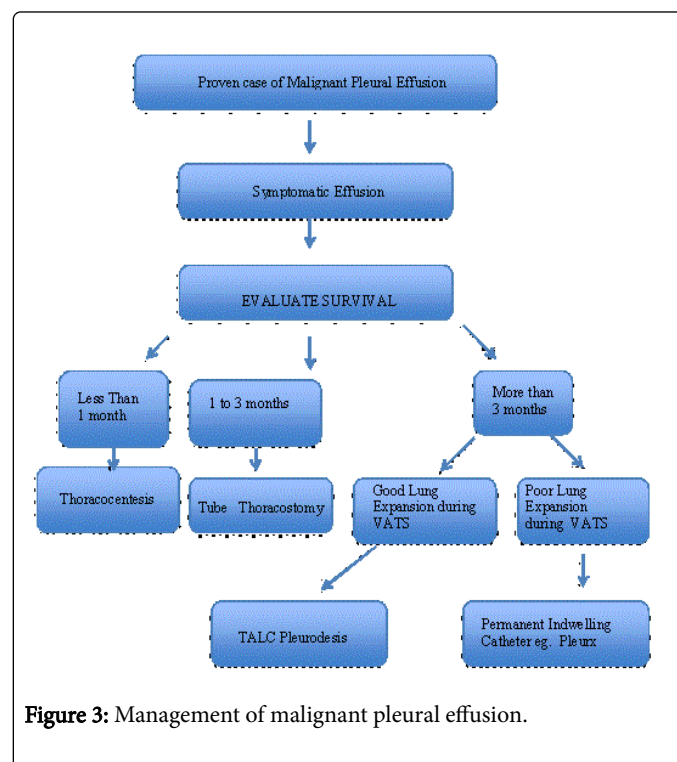 Proven case of Malignant Pleural Effusion
Symptomatic Effusion
EVALUATE SURVIVAL
Less Than
1 month
1 to 3 months
More than
3 months
Thoracocentesis
Tube Thoracostomy
Good Lung
Expansion during
VATS
Poor Lung
Expansion
during VATS
TALC Pleurodesis
Permanent Indwelling
Catheter eg. Pleurx
Figure 3: Management of malignant pleural effusion.